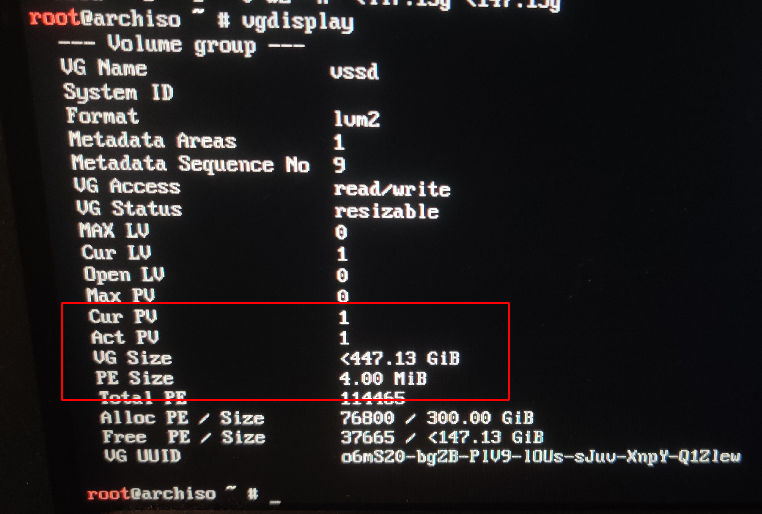 root@archiso ~ # vgdisplay
--- Volume group ---
VG Name vssd
System ID
Format lvm2
Metadata Areas 1
Metadata Sequence No 9
VG Access read/write
VG Status resizable
MAX LV 0
Cur LV 1
Open LV 0
Max PV 0
Cur PV 1
Act PV 1
VG Size <447.13 GiB
PE Size 4.00 MiB
Total PE 114465
Alloc PE / Size 76800 / 300.00 GiB
Free PE / Size 37665 / <147.13 GiB
VG UUID o6mS20-bgZB-PlV9-lOUs-sJuv-XnpY-Q1Zlew
root@archiso ~ # _